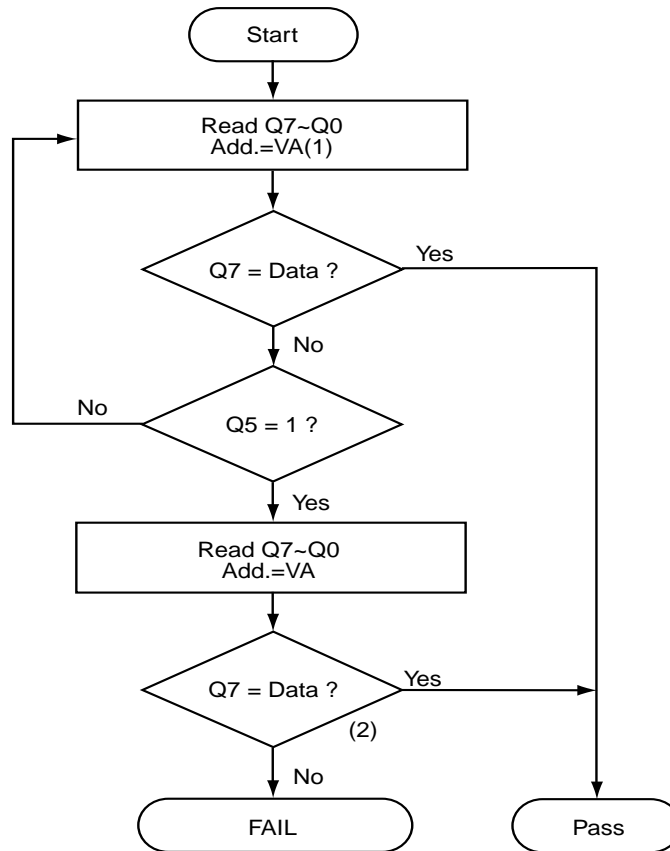 Start
Read Q7~Q0
Add.=VA(1)
Q7 = Data ?
Yes
No
Q5 = 1 ?
No
Yes
Read Q7~Q0
Add.=VA
Q7 = Data ?
Yes
(2)
No
FAIL
Pass